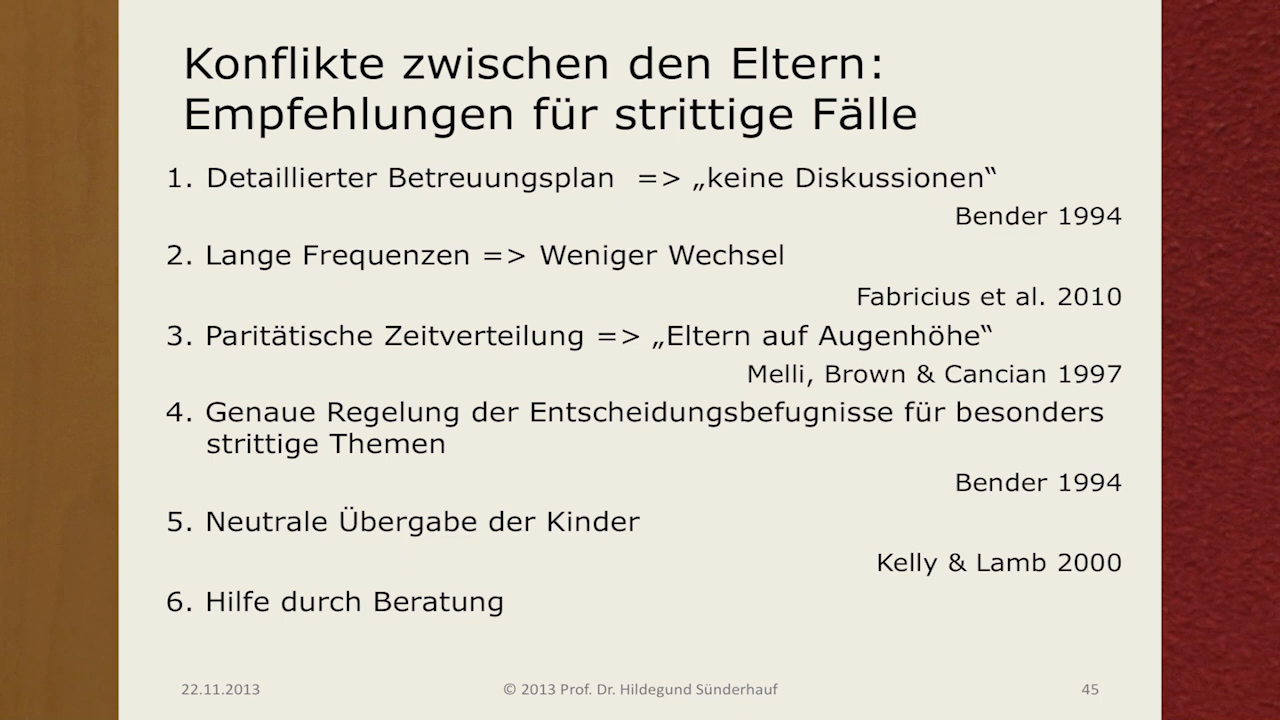 Konflikte zwischen den Eltern:
Empfehlungen für strittige Fälle
1. Detaillierter Betreuungsplan => „keine Diskussionen“
Bender 1994
2. Lange Frequenzen => Weniger Wechsel
Fabricius et al. 2010
3. Paritätische Zeitverteilung => „Eltern auf Augenhöhe“
Melli, Brown & Cancian 1997
4. Genaue Regelung der Entscheidungsbefugnisse für besonders
strittige Themen
Bender 1994
5. Neutrale Übergabe der Kinder
Kelly & Lamb 2000
6. Hilfe durch Beratung
22.11.2013
© 2013 Prof. Dr. Hildegund Sünderhauf
45